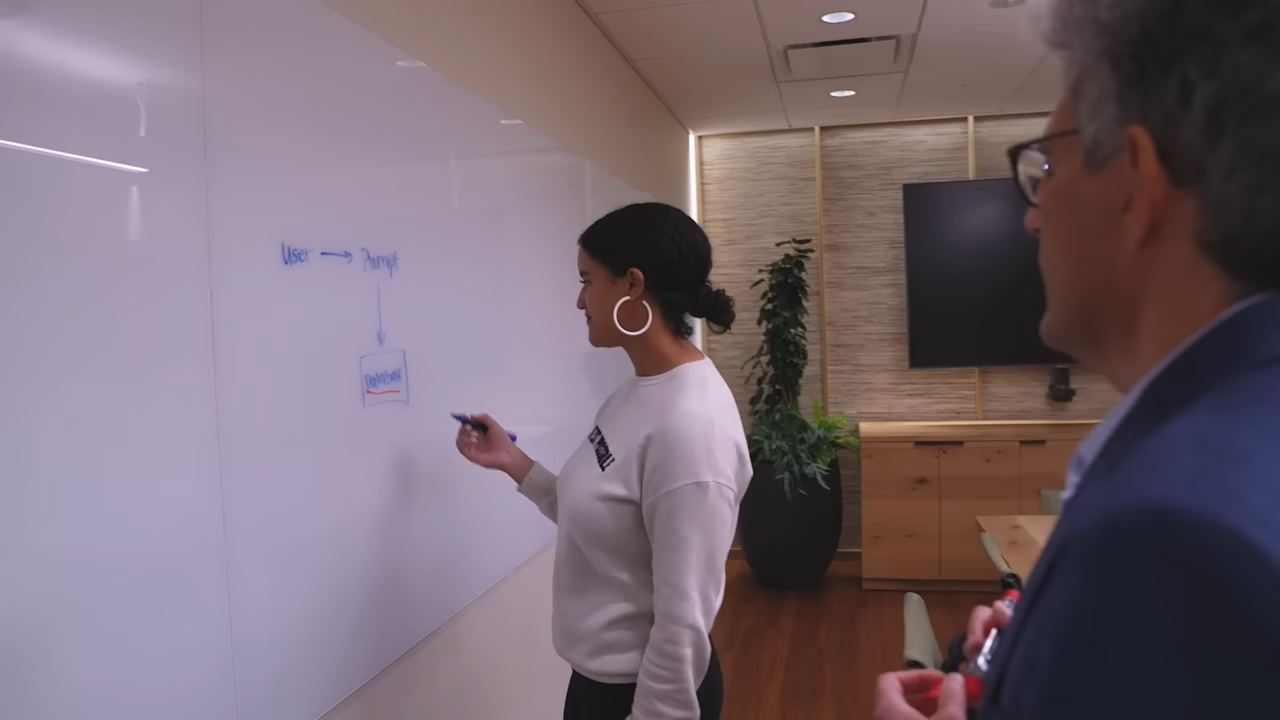 User → Prompt
Database